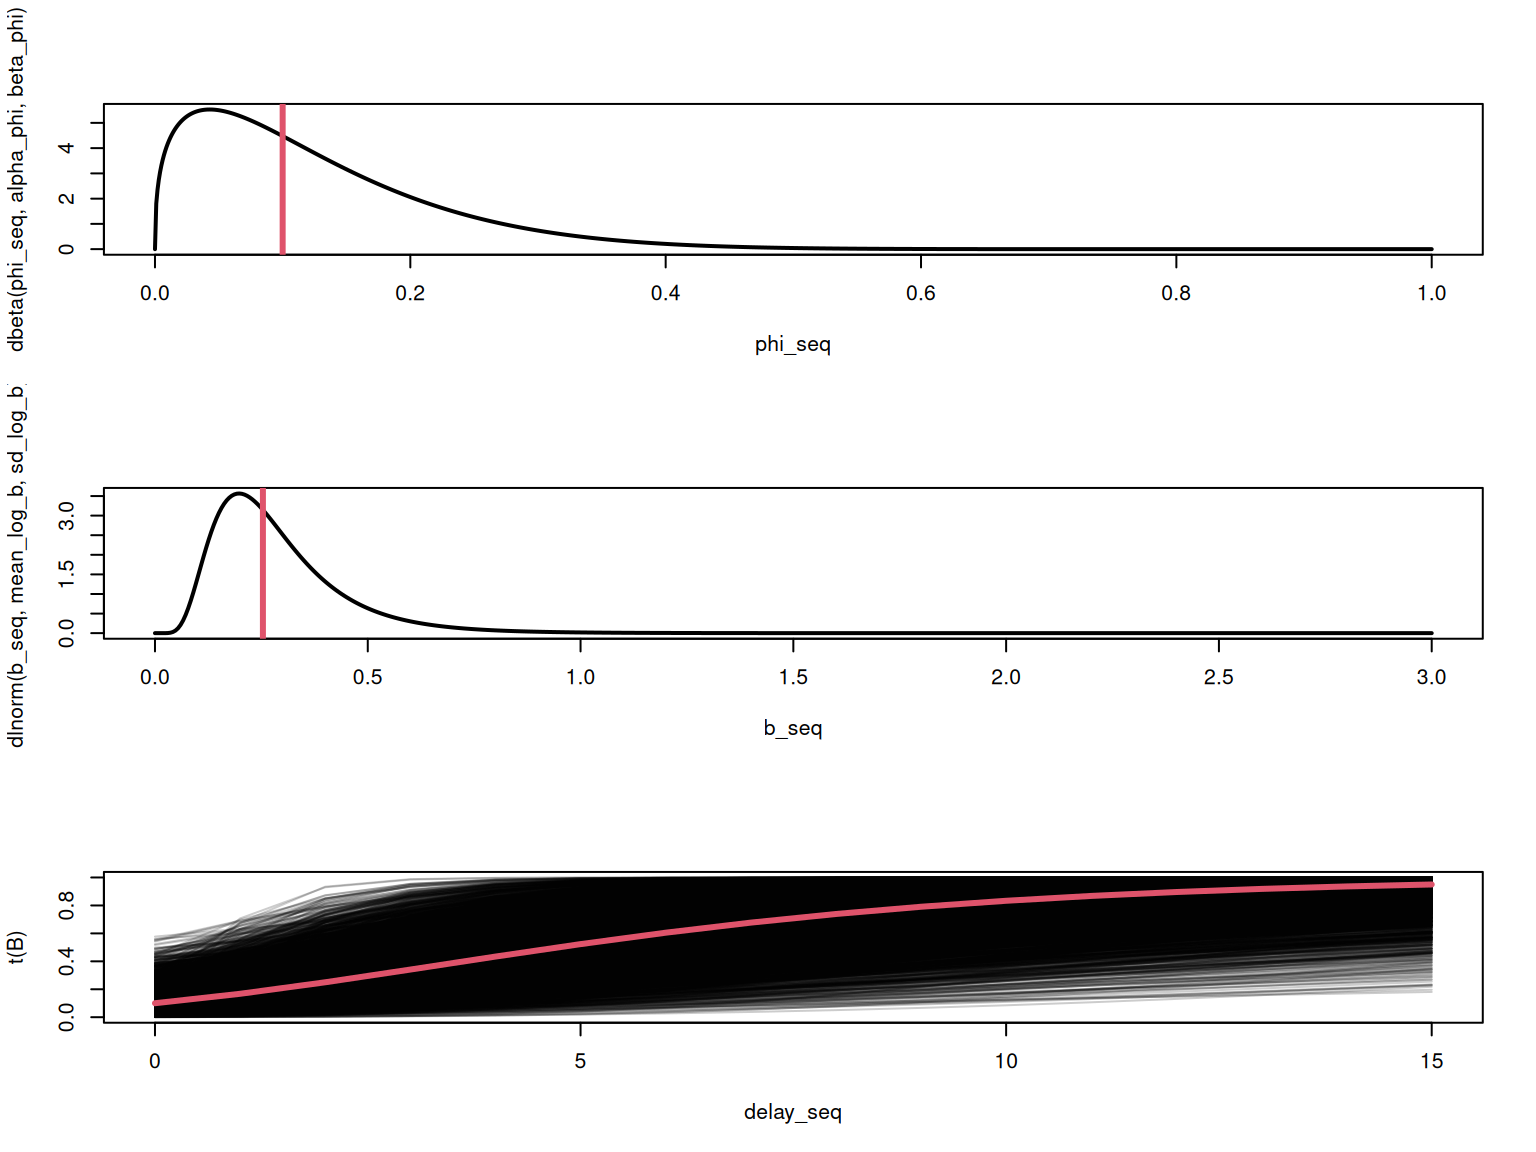 dbeta(phi_seq, alpha_phi, beta_phi)
0 2 4
0.0 0.2 0.4 0.6 0.8 1.0
phi_seq
dlnorm(b_seq, mean_log_b, sd_log_b
0.0 1.5 3.0
0.0 0.5 1.0 1.5 2.0 2.5 3.0
b_seq
t(B)
0.0 0.4 0.8
0 5 10 15
delay_seq